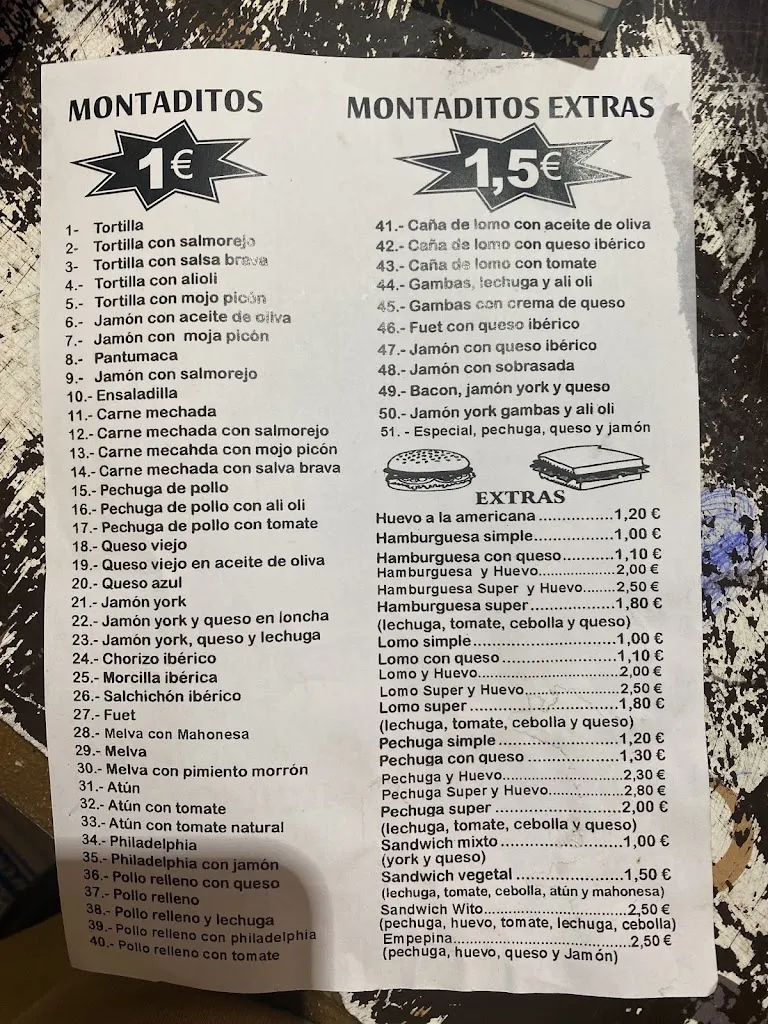 MONTADITOS
1€
1- Tortilla
2- Tortilla con salmorejo
3- Tortilla con salsa brava
4.- Tortilla con alioli
5.- Tortilla con mojo picón
6.- Jamón con aceite de oliva
7.- Jamón con moja picón
8.- Pantumaca
9.- Jamón con salmorejo
10.- Ensaladilla
11.- Carne mechada
12.- Carne mechada con salmorejo
13.- Carne mecahda con mojo picón
14.- Carne mechada con salva brava
15.- Pechuga de pollo
16.- Pechuga de pollo con ali oli
17.- Pechuga de pollo con tomate
18.- Queso viejo
19.- Queso viejo en aceite de oliva
20.- Queso azul
21.- Jamón york
22.- Jamón york y queso en loncha
23.- Jamón york, queso y lechuga
24.- Chorizo ibérico
25.- Morcilla ibérica
26.- Salchichón ibérico
27.- Fuet
28.- Melva con Mahonesa
29.- Melva
30.- Melva con pimiento morrón
31.- Atún
32.- Atún con tomate
33.- Atún con tomate natural
34.- Philadelphia
35.- Philadelphia con jamón
36.- Pollo relleno con queso
37.- Pollo relleno
38.- Pollo relleno y lechuga
39.- Pollo relleno con philadelphia
40.- Pollo relleno con tomate
MONTADITOS EXTRAS
1,5€
41.- Caña de lomo con aceite de oliva
42.- Caña de lomo con queso ibérico
43.- Caña de lomo con tomate
44.- Gambas, lechuga y ali oli
45.- Gambas con crema de queso
46.- Fuet con queso ibérico
47.- Jamón con queso ibérico
48.- Jamón con sobrasada
49.- Bacon, jamón york y queso
50.- Jamón york gambas y ali oli
51. - Especial, pechuga, queso y jamón
EXTRAS
Huevo a la americana...............1,20 €
Hamburguesa simple...............1,00 €
Hamburguesa con queso..........1,10 €
Hamburguesa y Huevo...............2,00 €
Hamburguesa Super y Huevo.......2,50 €
Hamburguesa super.................1,80 €
(lechuga, tomate, cebolla y queso)
Lomo simple.............................1,00 €
Lomo con queso.......................1,10 €
Lomo y Huevo..............................2,00 €
Lomo Super y Huevo...................2,50 €
Lomo super...............................1,80 €
(lechuga, tomate, cebolla y queso)
Pechuga simple........................1,20 €
Pechuga con queso..................1,30 €
Pechuga y Huevo.........................2,30 €
Pechuga Super y Huevo...............2,80 €
Pechuga super.........................2,00 €
(lechuga, tomate, cebolla y queso)
Sandwich mixto........................1,00 €
(york y queso)
Sandwich vegetal.....................1,50 €
(lechuga, tomate, cebolla, atún y mahonesa)
Sandwich Wito.............................2,50 €
(pechuga, huevo, tomate, lechuga, cebolla)
Empepina....................................2,50 €
(pechuga, huevo, queso y Jamón)